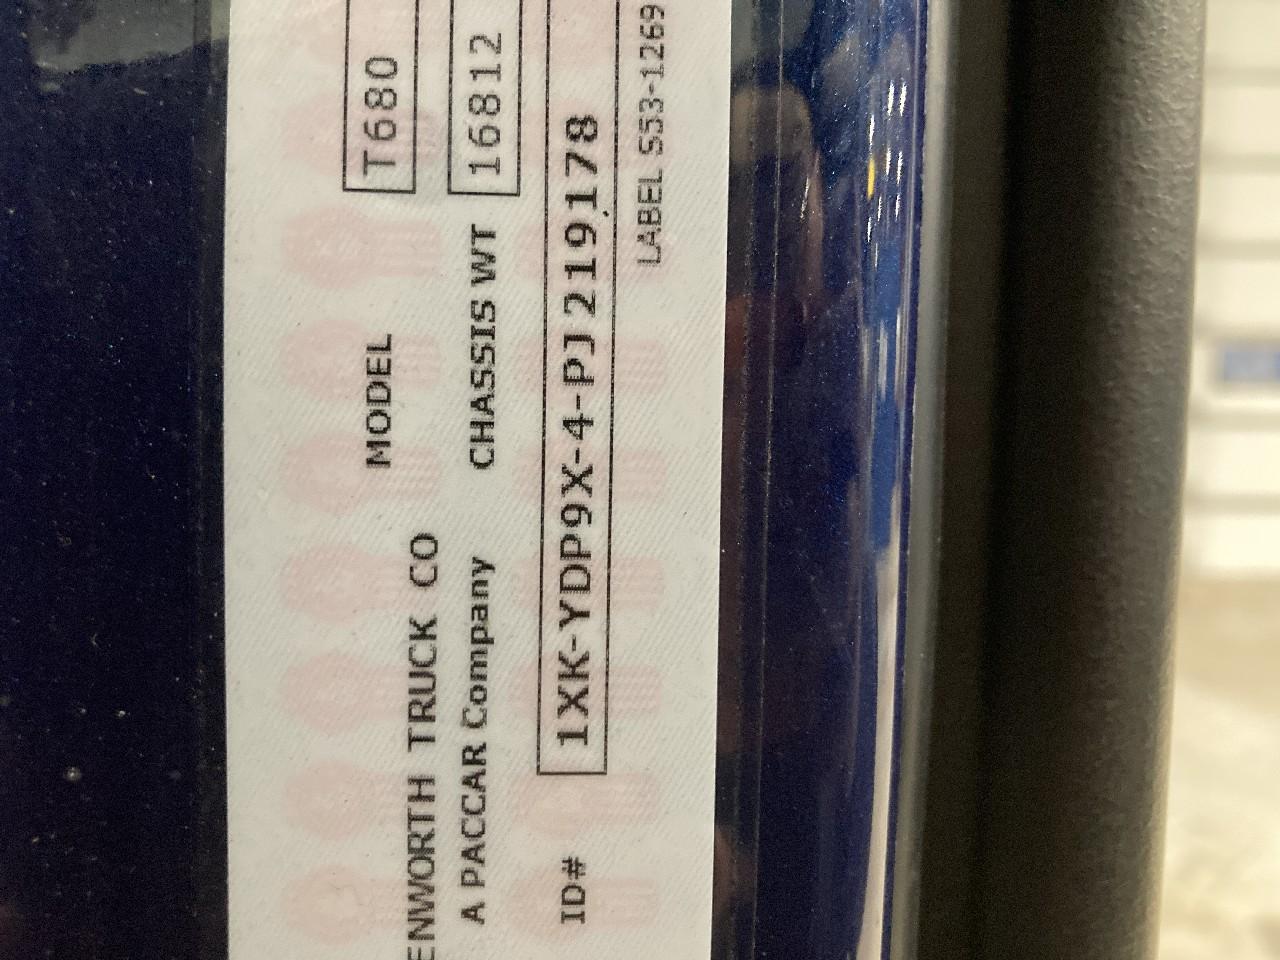 ENWORTH TRUCK CO MODEL T680
A PACCAR Company CHASSIS WT 16812
ID# 1XK-YDP9X-4-PJ219178
LABEL S53-1269